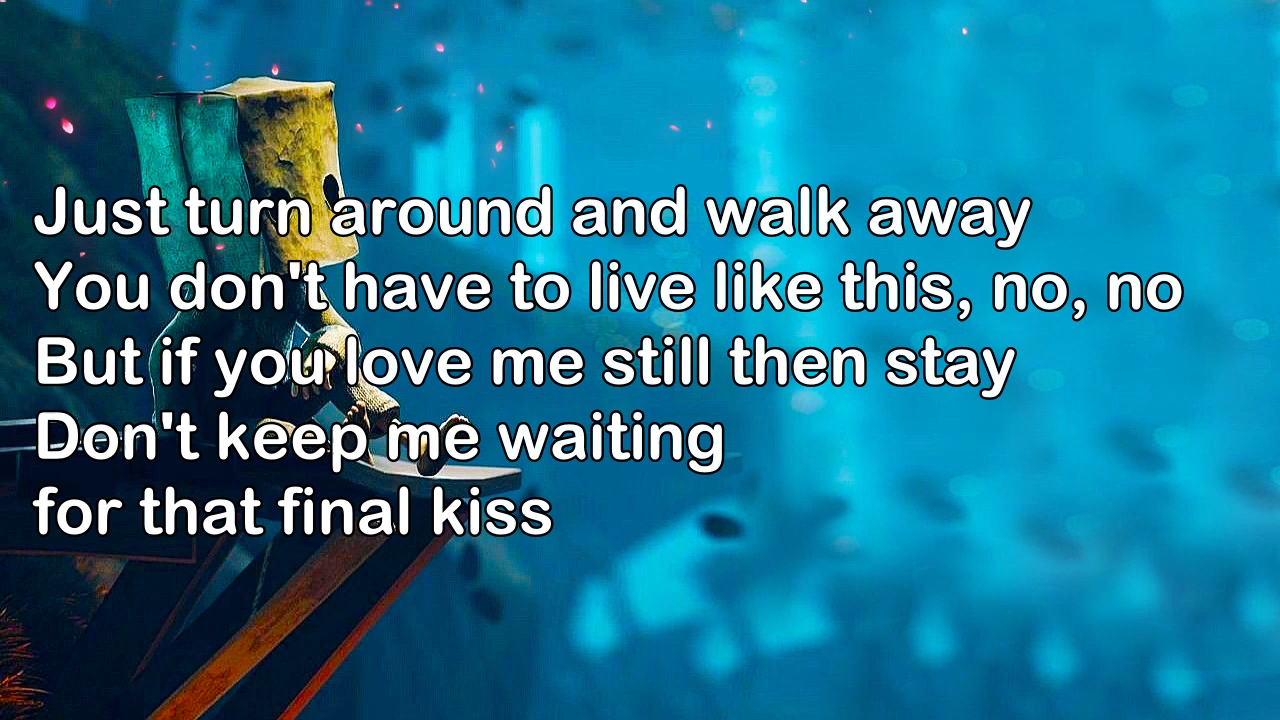 Just turn around and walk away
You don't have to live like this, no, no
But if you love me still then stay
Don't keep me waiting
for that final kiss